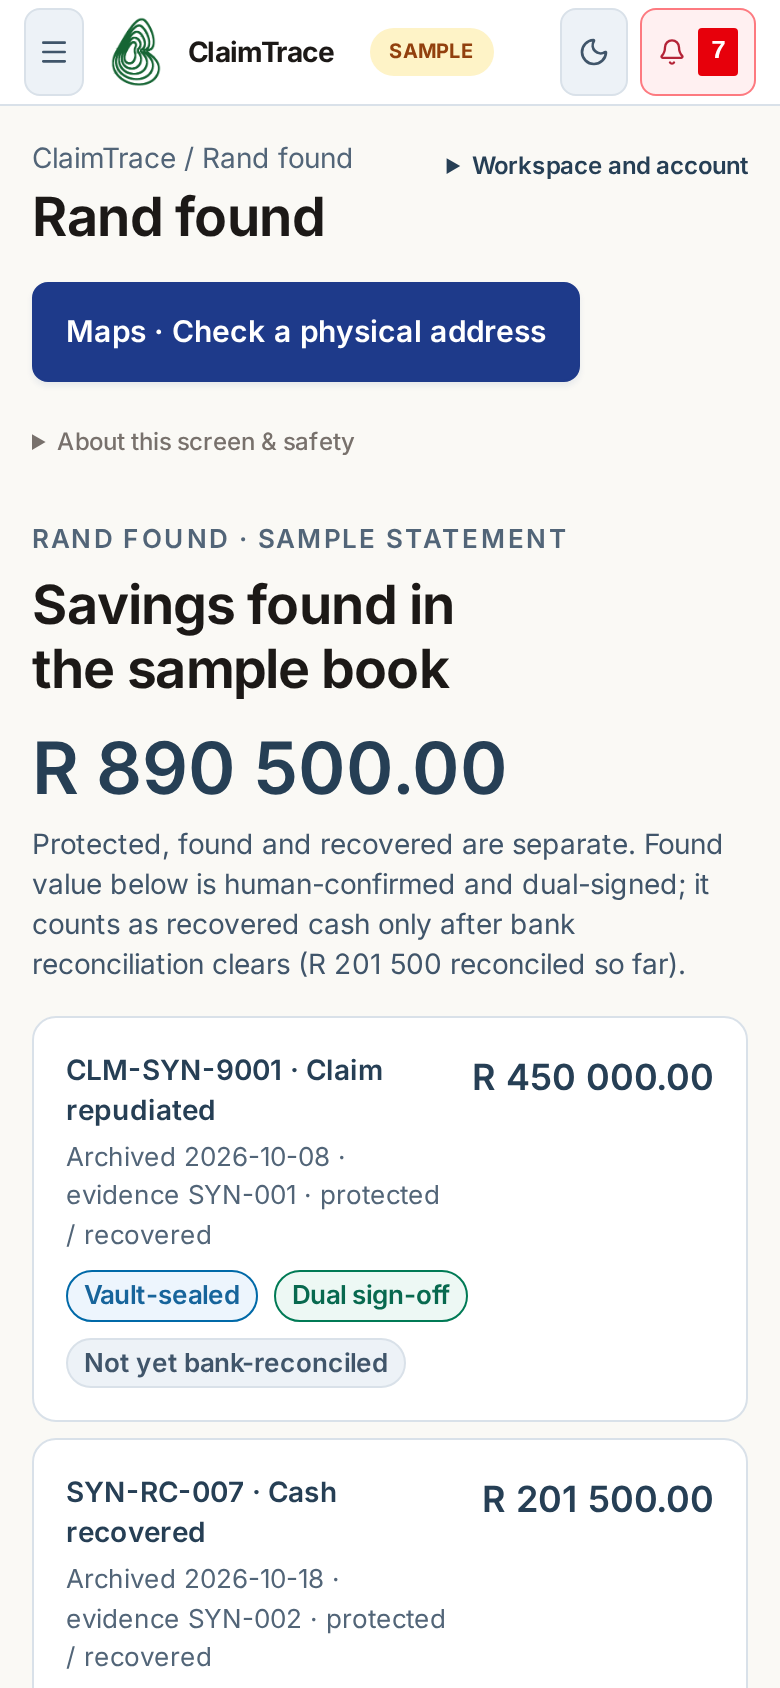 ClaimTrace
SAMPLE
7
ClaimTrace / Rand found
Workspace and account
Rand found
Maps · Check a physical address
About this screen & safety
RAND FOUND · SAMPLE STATEMENT
Savings found in
the sample book
R 890 500.00
Protected, found and recovered are separate. Found
value below is human-confirmed and dual-signed; it
counts as recovered cash only after bank
reconciliation clears (R 201 500 reconciled so far).
CLM-SYN-9001 · Claim
repudiated
R 450 000.00
Archived 2026-10-08 ·
evidence SYN-001 · protected
/ recovered
Vault-sealed
Dual sign-off
Not yet bank-reconciled
SYN-RC-007 · Cash
recovered
R 201 500.00
Archived 2026-10-18 ·
evidence SYN-002 · protected
/ recovered